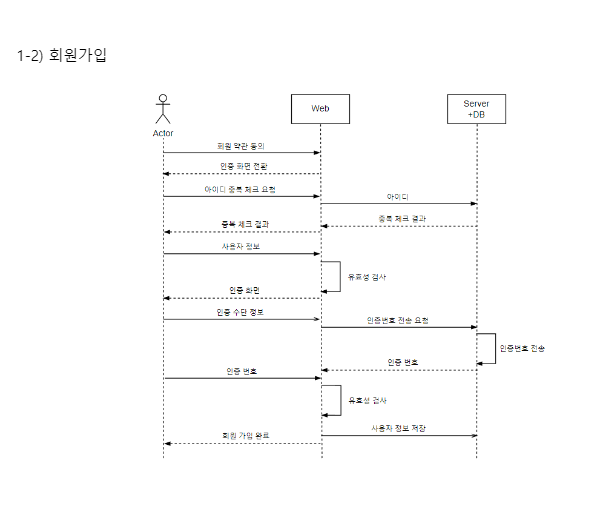 1-2) 회원가입
Actor
Web
Server
+DB
회원 약관 동의
인증 화면 전환
아이디 중복 체크 요청
아이디
중복 체크 결과
중복 체크 결과
사용자 정보
유효성 검사
인증 화면
인증 수단 정보
인증번호 전송 요청
인증번호 전송
인증 번호
인증 번호
유효성 검사
사용자 정보 저장
회원 가입 완료